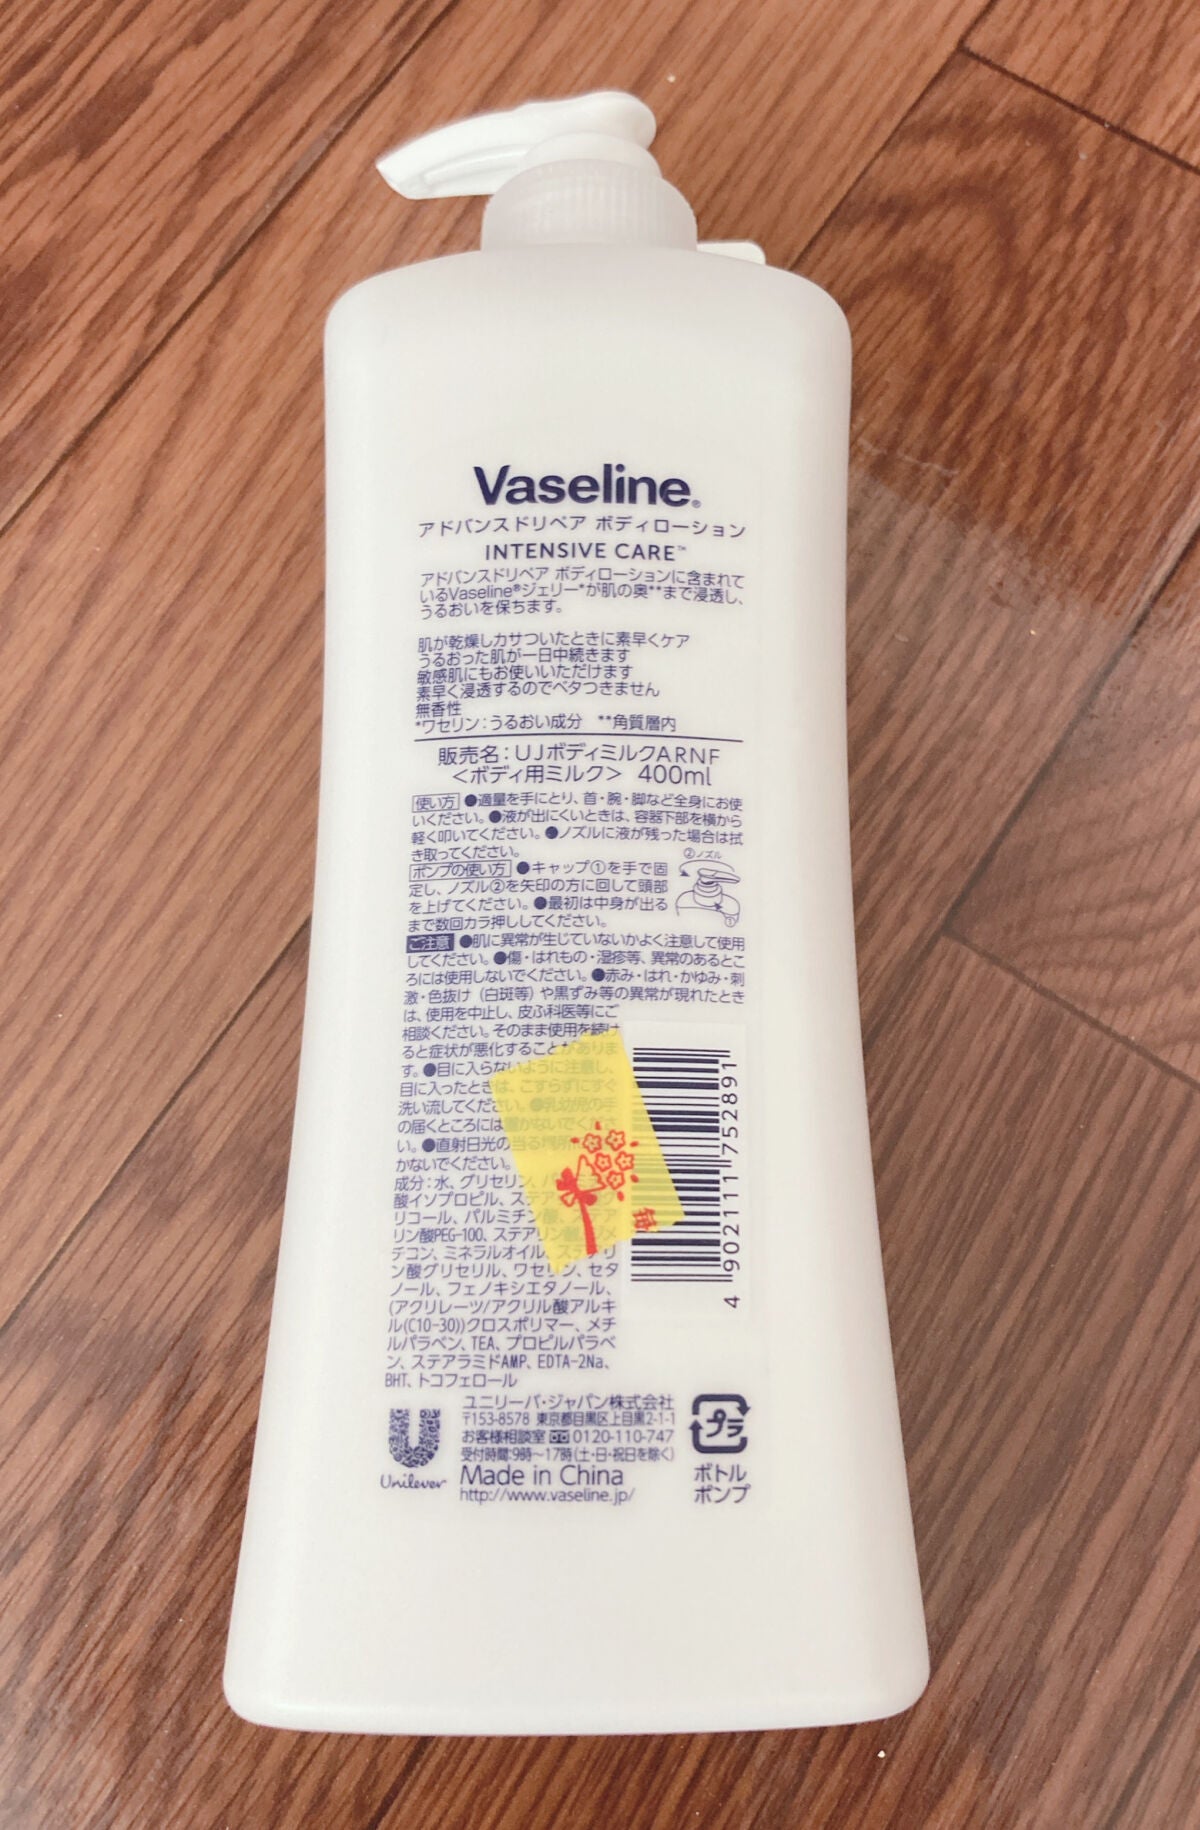 Vaseline®
アドバンスドリペア ボディローション
INTENSIVE CARE™
アドバンスドリペア ボディローションに含まれて
いるVaseline®ジェリー*が肌の奥**まで浸透し、
うるおいを保ちます。
肌が乾燥しカサついたときに素早くケア
うるおった肌が一日中続きます
敏感肌にもお使いいただけます
素早く浸透するのでベタつきません
無香性
*ワセリン:うるおい成分 **角質層内
販売名:UJボディミルクARNF
<ボディ用ミルク> 400ml
使い方 ●適量を手にとり、首・腕・脚など全身にお使
いください。●液が出にくいときは、容器下部を横から
軽く叩いてください。●ノズルに液が残った場合は拭
き取ってください。
②ノズル
ポンプの使い方 ●キャップ①を手で固
定し、ノズル②を矢印の方に回して頭部
を上げてください。●最初は中身が出る
まで数回カラ押ししてください。
①
ご注意 ●肌に異常が生じていないかよく注意して使用
してください。●傷・はれもの・湿疹等、異常のあるとこ
ろには使用しないでください。●赤み・はれ・かゆみ・刺
激・色抜け(白斑等)や黒ずみ等の異常が現れたとき
は、使用を中止し、皮ふ科医等にご
相談ください。そのまま使用を続け
ると症状が悪化することがありま
す。●目に入らないように注意し、
目に入ったときは、こすらずにすぐ
洗い流してください。●乳幼児の手
の届くところには置かないでくださ
い。●直射日光の当る場所に
かないでください。
成分:水、グリセリン、
酸イソプロピル、ステア
リコール、パルミチン酸、ステア
リン酸PEG-100、ステアリン酸、ジメ
チコン、ミネラルオイル、ステアリ
ン酸グリセリル、ワセリン、セタ
ノール、フェノキシエタノール、
(アクリレーツ/アクリル酸アルキ
ル(C10-30))クロスポリマー、メチ
ルパラベン、TEA、プロピルパラベ
ン、ステアラミドAMP、EDTA-2Na、
BHT、トコフェロール
4 902111 752891
Unilever
ユニリーバ・ジャパン株式会社
〒153-8578 東京都目黒区上目黒2-1-1
お客様相談室 0120-110-747
受付時間:9時~17時(土・日・祝日を除く)
Made in China
http://www.vaseline.jp/
プラ
ボトル
ポンプ